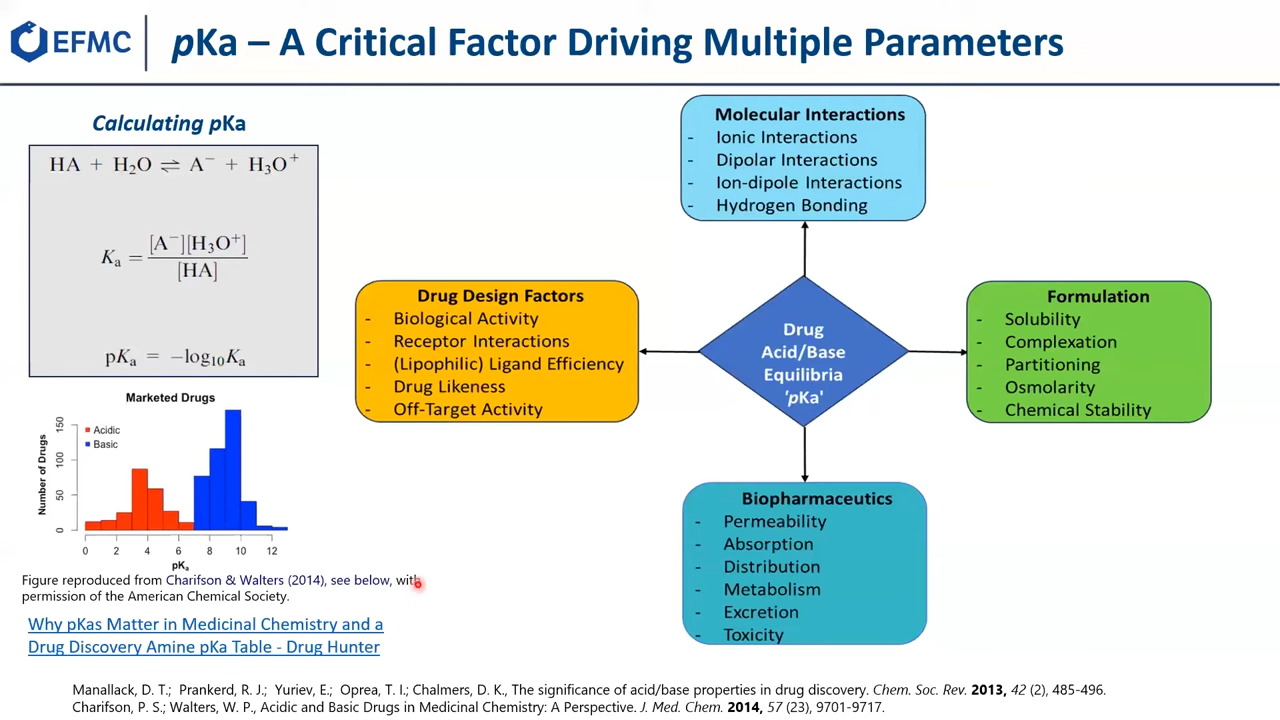 EFMC
pKa – A Critical Factor Driving Multiple Parameters
Calculating pKa
HA + H₂O ⇌ A⁻ + H₃O⁺
Kₐ = [A⁻][H₃O⁺] / [HA]
pKₐ = −log₁₀Kₐ
Marketed Drugs
Acidic
Basic
Number of Drugs
150
100
50
0
0 2 4 6 8 10 12
pKₐ
Figure reproduced from Charifson & Walters (2014), see below, with
permission of the American Chemical Society.
Why pKas Matter in Medicinal Chemistry and a
Drug Discovery Amine pKa Table - Drug Hunter
Molecular Interactions
- Ionic Interactions
- Dipolar Interactions
- Ion-dipole Interactions
- Hydrogen Bonding
Drug Design Factors
- Biological Activity
- Receptor Interactions
- (Lipophilic) Ligand Efficiency
- Drug Likeness
- Off-Target Activity
Drug
Acid/Base
Equilibria
'pKa'
Formulation
- Solubility
- Complexation
- Partitioning
- Osmolarity
- Chemical Stability
Biopharmaceutics
- Permeability
- Absorption
- Distribution
- Metabolism
- Excretion
- Toxicity
Manallack, D. T.; Prankerd, R. J.; Yuriev, E.; Oprea, T. I.; Chalmers, D. K., The significance of acid/base properties in drug discovery. Chem. Soc. Rev. 2013, 42 (2), 485-496.
Charifson, P. S.; Walters, W. P., Acidic and Basic Drugs in Medicinal Chemistry: A Perspective. J. Med. Chem. 2014, 57 (23), 9701-9717.